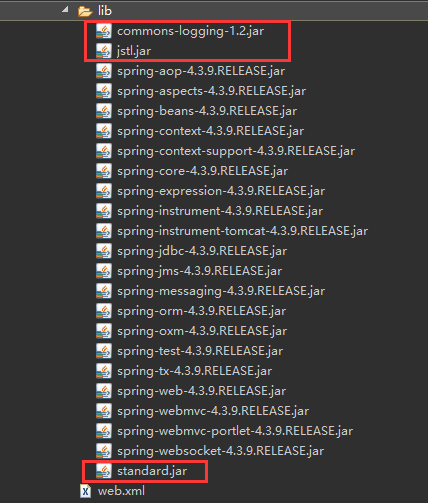 lib
commons-logging-1.2.jar
jstl.jar
spring-aop-4.3.9.RELEASE.jar
spring-aspects-4.3.9.RELEASE.jar
spring-beans-4.3.9.RELEASE.jar
spring-context-4.3.9.RELEASE.jar
spring-context-support-4.3.9.RELEASE.jar
spring-core-4.3.9.RELEASE.jar
spring-expression-4.3.9.RELEASE.jar
spring-instrument-4.3.9.RELEASE.jar
spring-instrument-tomcat-4.3.9.RELEASE.jar
spring-jdbc-4.3.9.RELEASE.jar
spring-jms-4.3.9.RELEASE.jar
spring-messaging-4.3.9.RELEASE.jar
spring-orm-4.3.9.RELEASE.jar
spring-oxm-4.3.9.RELEASE.jar
spring-test-4.3.9.RELEASE.jar
spring-tx-4.3.9.RELEASE.jar
spring-web-4.3.9.RELEASE.jar
spring-webmvc-4.3.9.RELEASE.jar
spring-webmvc-portlet-4.3.9.RELEASE.jar
spring-websocket-4.3.9.RELEASE.jar
standard.jar
web.xml